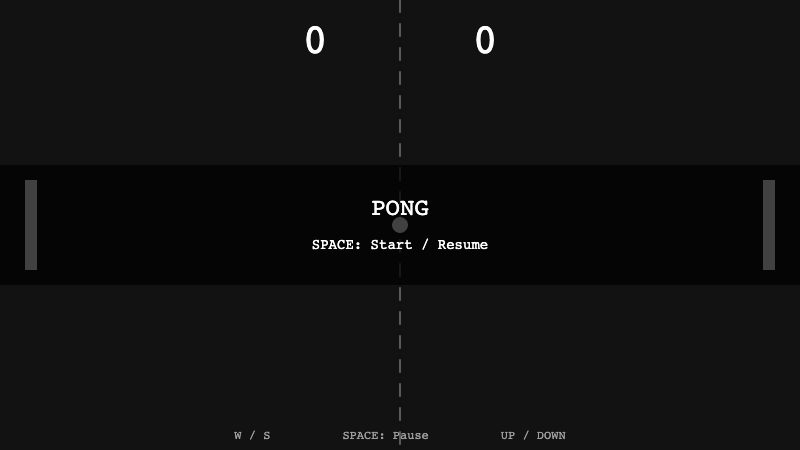 0 0
PONG
SPACE: Start / Resume
W / S SPACE: Pause UP / DOWN